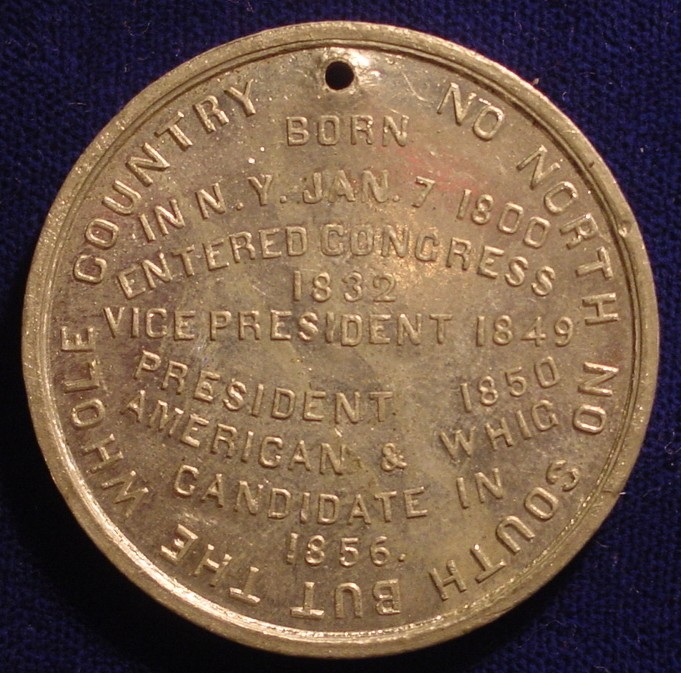 NO NORTH NO SOUTH BUT THE WHOLE COUNTRY
BORN
IN N.Y. JAN. 7 1800
ENTERED CONGRESS
1832
VICE PRESIDENT 1849
PRESIDENT 1850
AMERICAN & WHIG
CANDIDATE IN
1856.